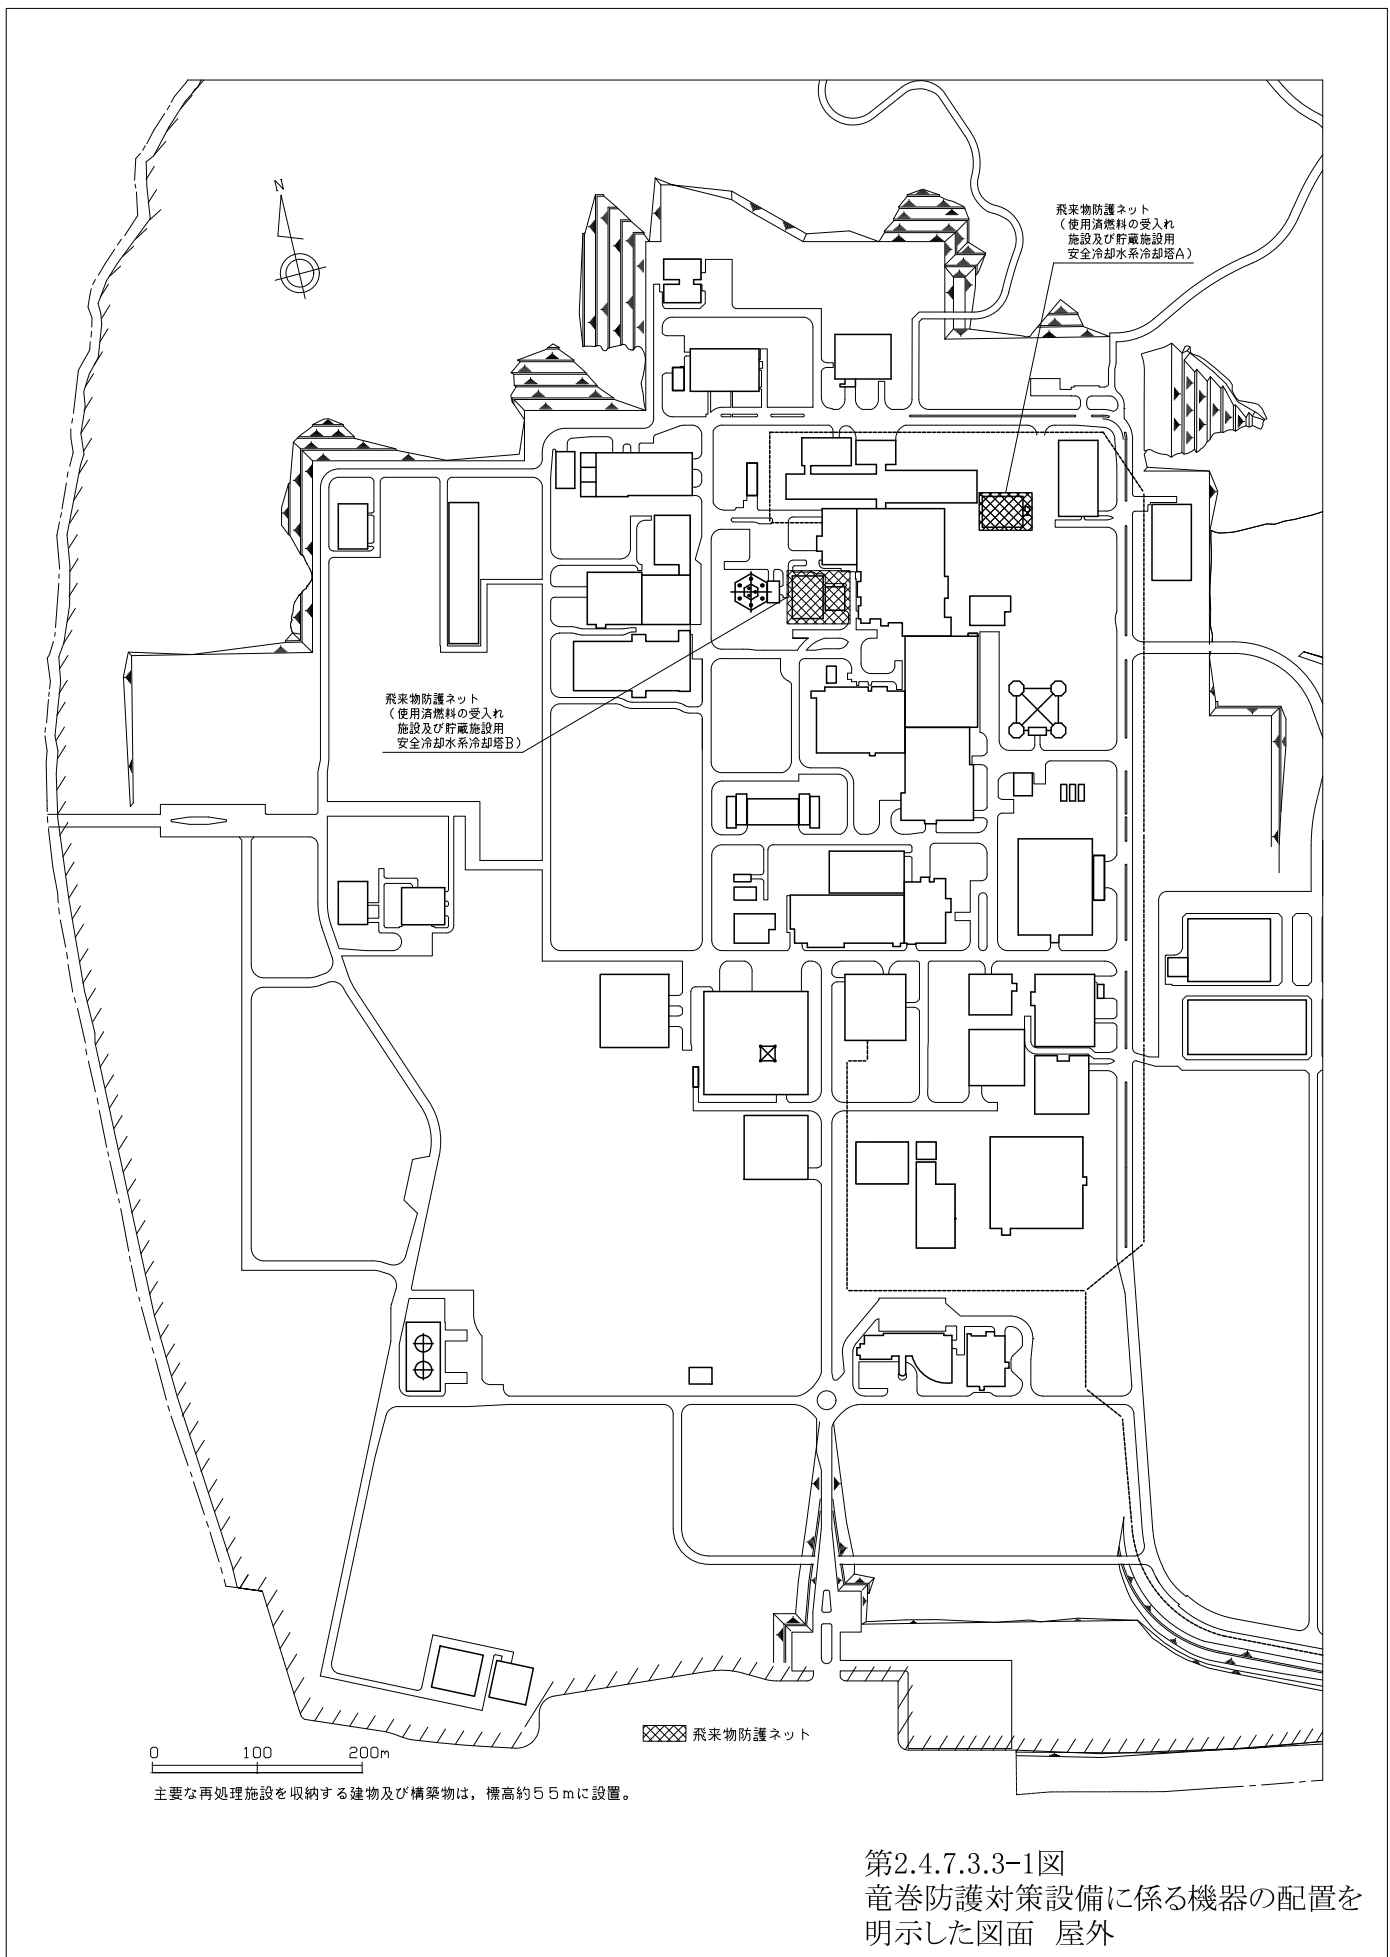 N
飛来物防護ネット
(使用済燃料の受入れ
施設及び貯蔵施設用
安全冷却水系冷却塔A)
飛来物防護ネット
(使用済燃料の受入れ
施設及び貯蔵施設用
安全冷却水系冷却塔B)
飛来物防護ネット
0 100 200m
主要な再処理施設を収納する建物及び構築物は，標高約55mに設置。
第2.4.7.3.3-1図
竜巻防護対策設備に係る機器の配置を
明示した図面 屋外